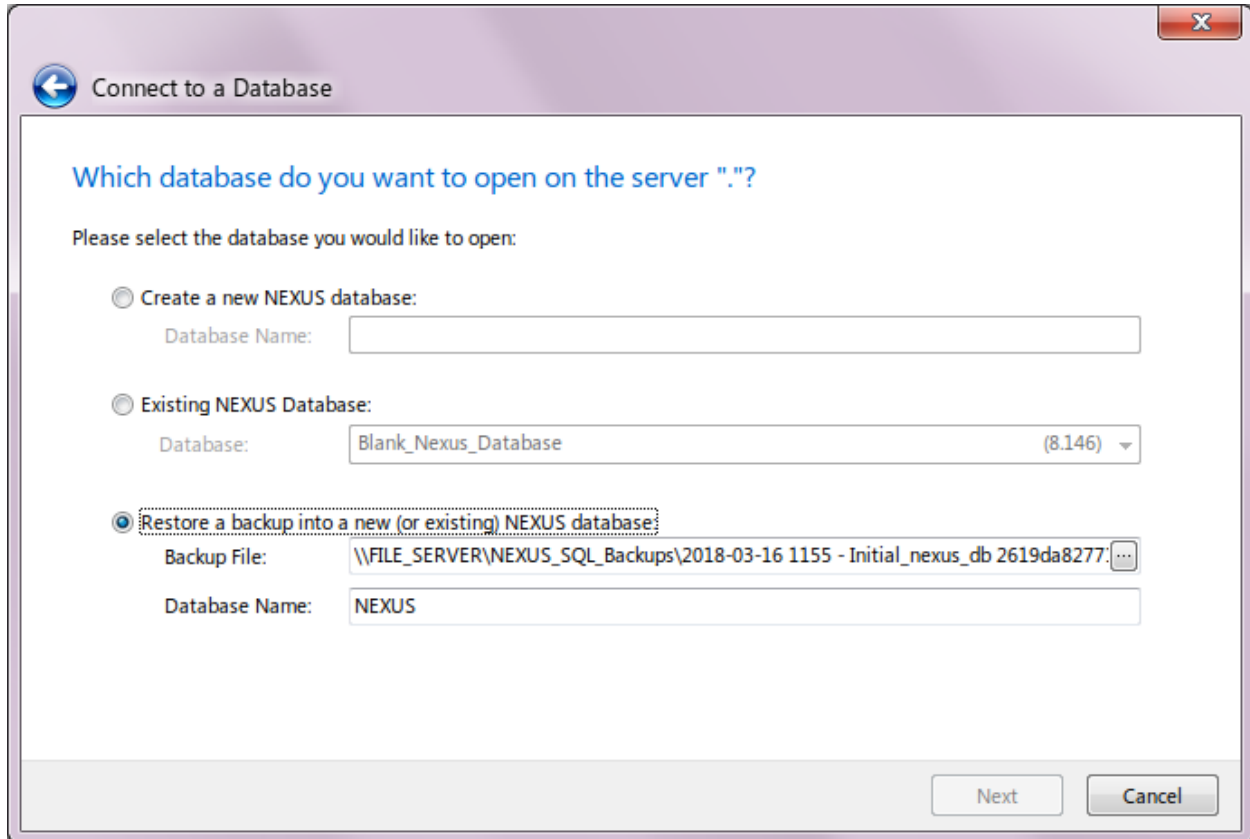 Connect to a Database
Which database do you want to open on the server "."?
Please select the database you would like to open:
Create a new NEXUS database:
Database Name:
Existing NEXUS Database:
Database: Blank_Nexus_Database (8.146)
Restore a backup into a new (or existing) NEXUS database:
Backup File: \\FILE_SERVER\NEXUS_SQL_Backups\2018-03-16 1155 - Initial_nexus_db 2619da8277 ...
Database Name: NEXUS
Next Cancel